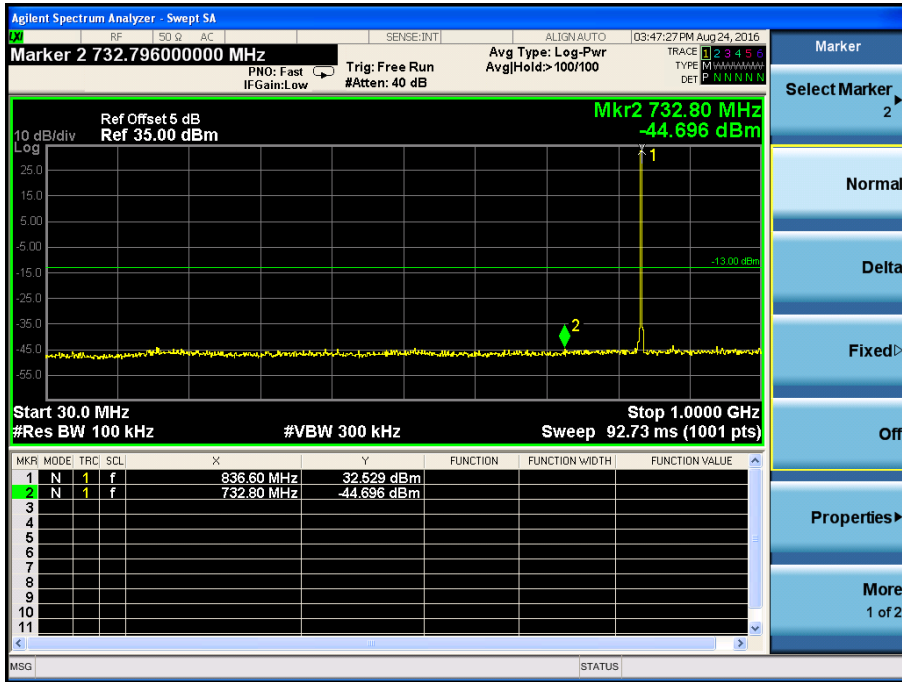 Agilent Spectrum Analyzer - Swept SA
LXI RF 50 Ω AC SENSE:INT ALIGN AUTO 03:47:27 PM Aug 24, 2016
Marker 2 732.796000000 MHz
PNO: Fast
IFGain:Low
Trig: Free Run
#Atten: 40 dB
Avg Type: Log-Pwr
Avg|Hold:>100/100
TRACE 1 2 3 4 5 6
TYPE M
DET P N N N N N
Mkr2 732.80 MHz
-44.696 dBm
Ref Offset 5 dB
10 dB/div Ref 35.00 dBm
Log
25.0
15.0
5.00
-5.00
-15.0
-25.0
-35.0
-45.0
-55.0
1
-13.00 dBm
2
Start 30.0 MHz Stop 1.0000 GHz
#Res BW 100 kHz #VBW 300 kHz Sweep 92.73 ms (1001 pts)
MKR MODE TRC SCL X Y FUNCTION FUNCTION WIDTH FUNCTION VALUE
1 N 1 f 836.60 MHz 32.529 dBm
2 N 1 f 732.80 MHz -44.696 dBm
3
4
5
6
7
8
9
10
11
MSG STATUS
Marker
Select Marker
2
Normal
Delta
Fixed
Off
Properties
More
1 of 2